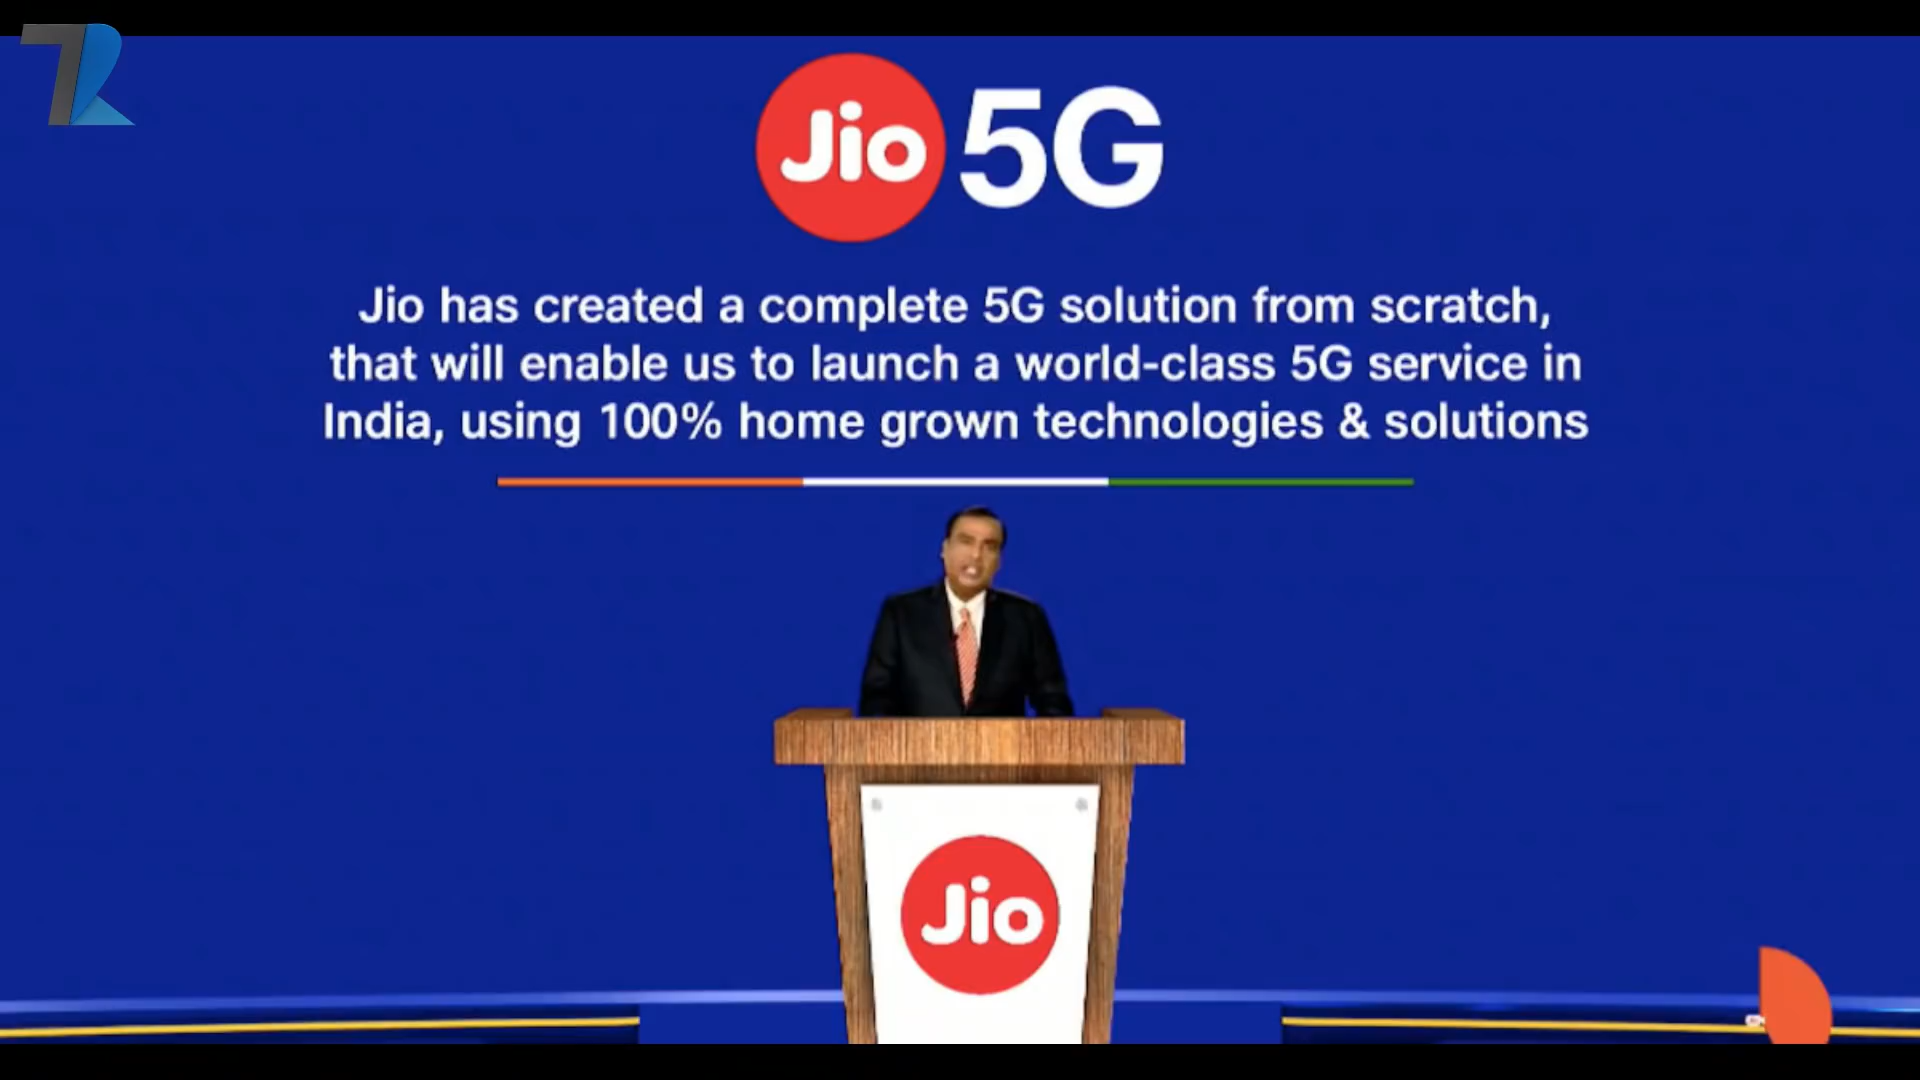 Jio 5G
Jio has created a complete 5G solution from scratch,
that will enable us to launch a world-class 5G service in
India, using 100% home grown technologies & solutions
Jio